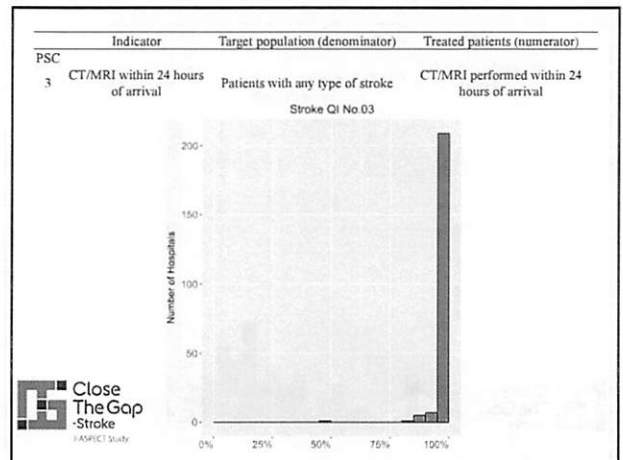 Indicator Target population (denominator) Treated patients (numerator)
PSC
3 CT/MRI within 24 hours of arrival Patients with any type of stroke CT/MRI performed within 24 hours of arrival
Stroke QI No.03
Number of Hospitals
200
150
100
50
0
0% 25% 50% 75% 100%
Close
The Gap
-Stroke
J-ASPECT Study